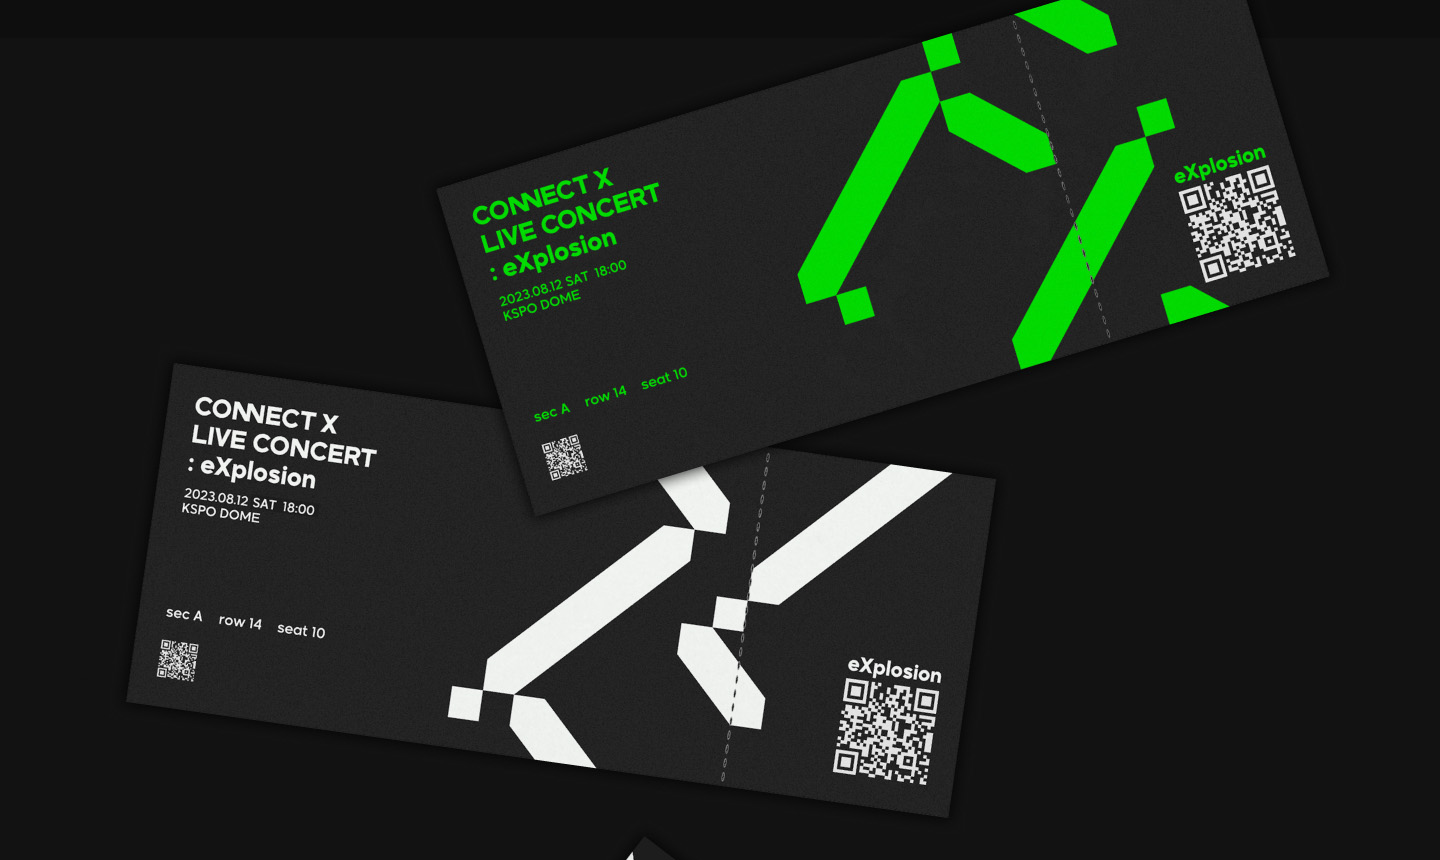 CONNECT X
LIVE CONCERT
: eXplosion
2023.08.12 SAT 18:00
KSPO DOME
sec A row 14 seat 10
eXplosion
CONNECT X
LIVE CONCERT
: eXplosion
2023.08.12 SAT 18:00
KSPO DOME
sec A row 14 seat 10
eXplosion